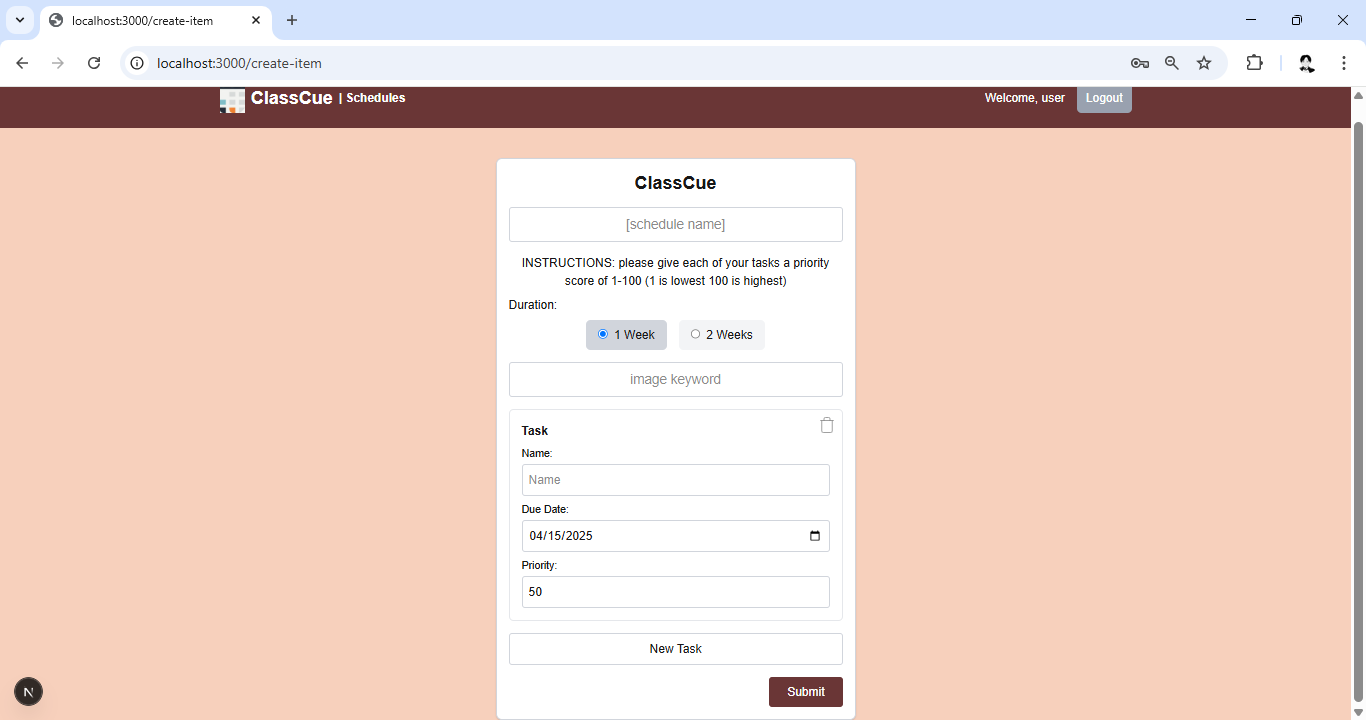 localhost:3000/create-item
localhost:3000/create-item
ClassCue | Schedules
Welcome, user
Logout
ClassCue
[schedule name]
INSTRUCTIONS: please give each of your tasks a priority
score of 1-100 (1 is lowest 100 is highest)
Duration:
1 Week
2 Weeks
image keyword
Task
Name:
Name
Due Date:
04/15/2025
Priority:
50
New Task
Submit
N